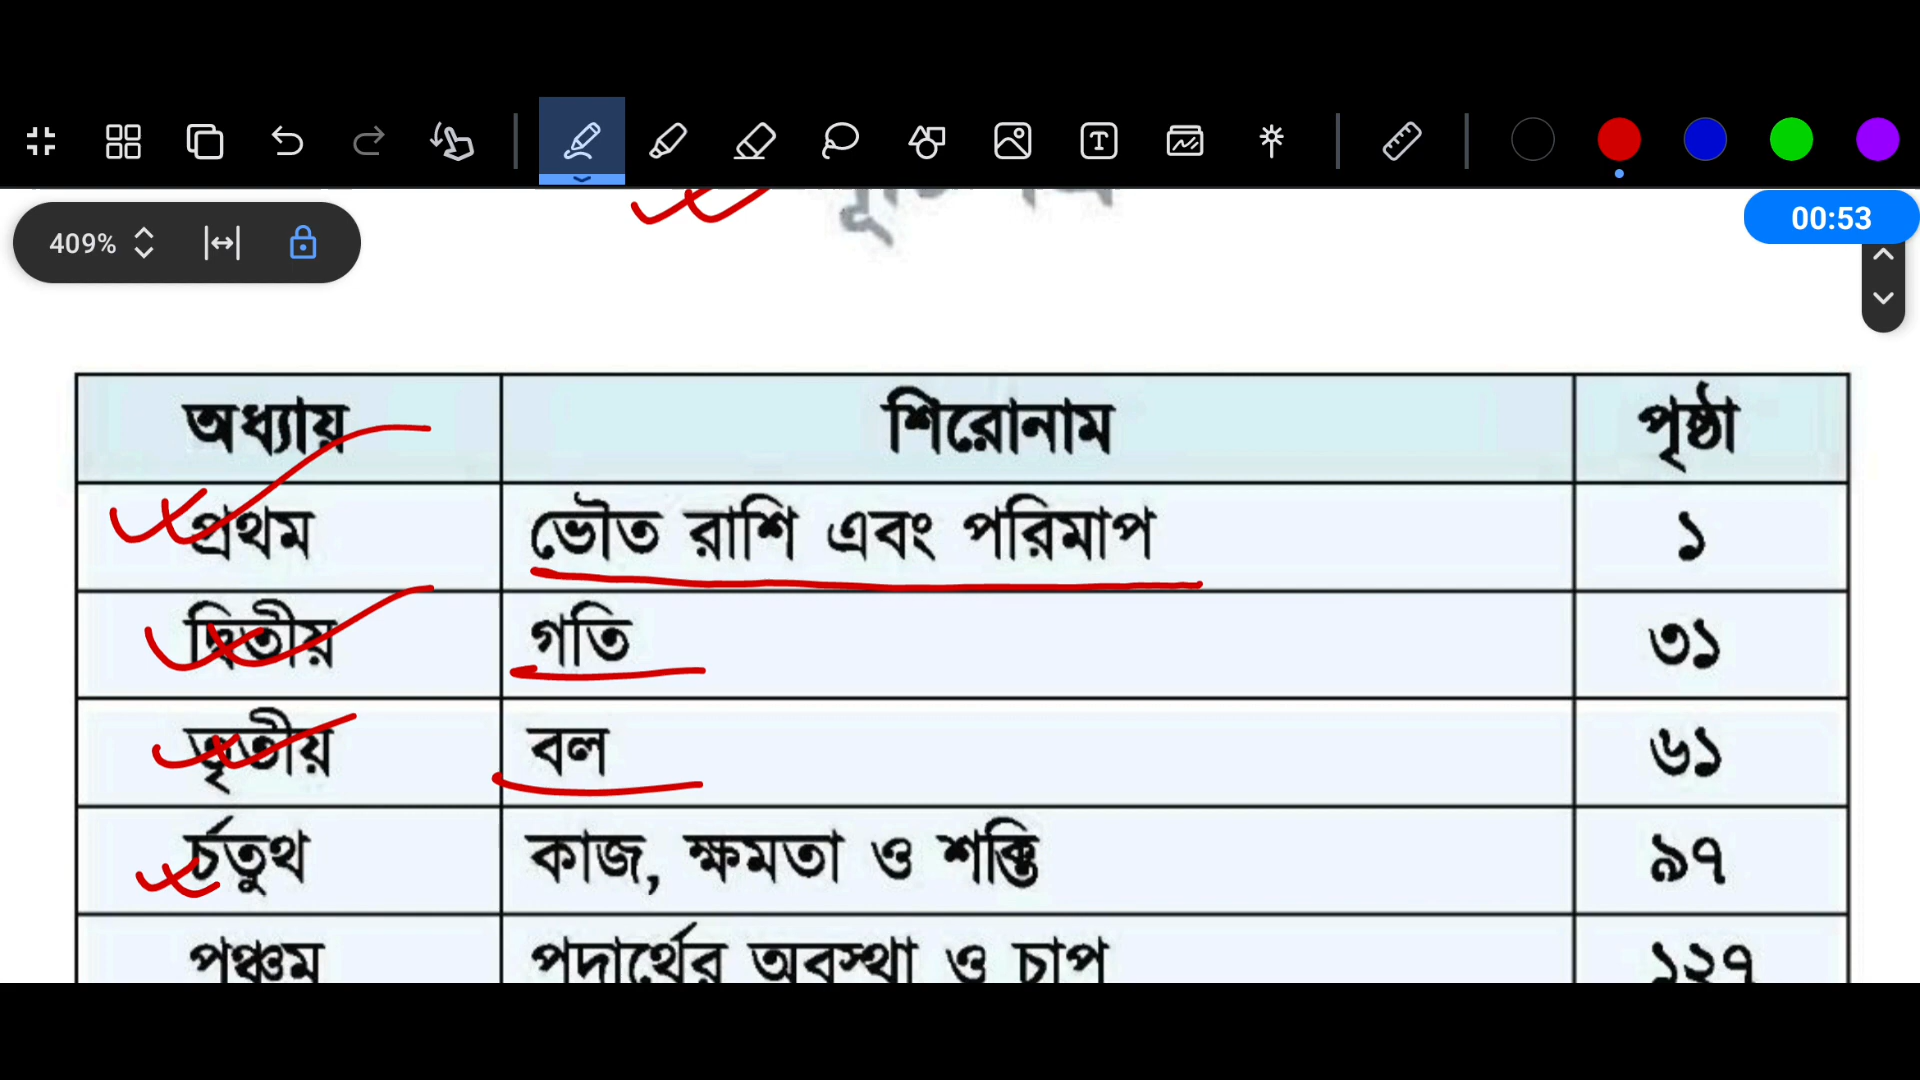 409%
00:53
অধ্যায় শিরোনাম পৃষ্ঠা
প্রথম ভৌত রাশি এবং পরিমাপ ১
দ্বিতীয় গতি ৩১
তৃতীয় বল ৬১
র্চতুথ কাজ, ক্ষমতা ও শক্তি ৯৭
পঞ্চম পদার্থের অবস্থা ও চাপ ১২৭